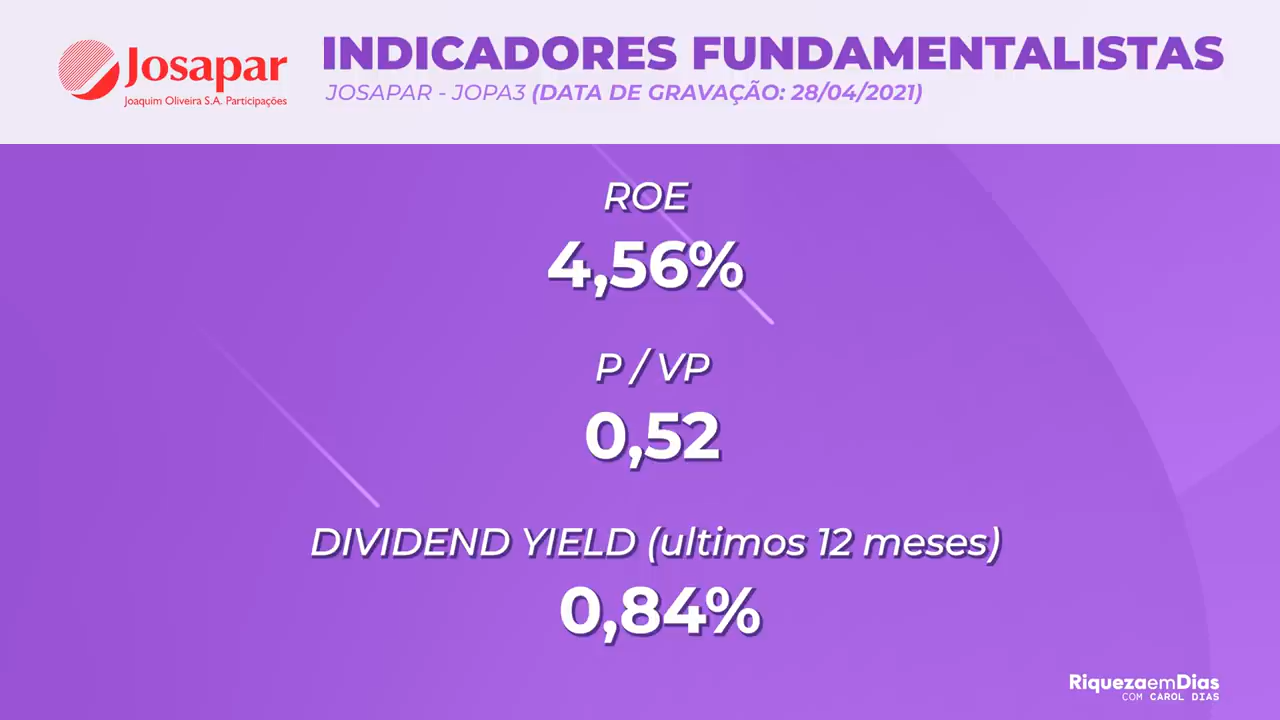 Josapar
Joaquim Oliveira S.A. Participações
INDICADORES FUNDAMENTALISTAS
JOSAPAR - JOPA3 (DATA DE GRAVAÇÃO: 28/04/2021)
ROE
4,56%
P / VP
0,52
DIVIDEND YIELD (ultimos 12 meses)
0,84%
RiquezaemDias
COM CAROL DIAS